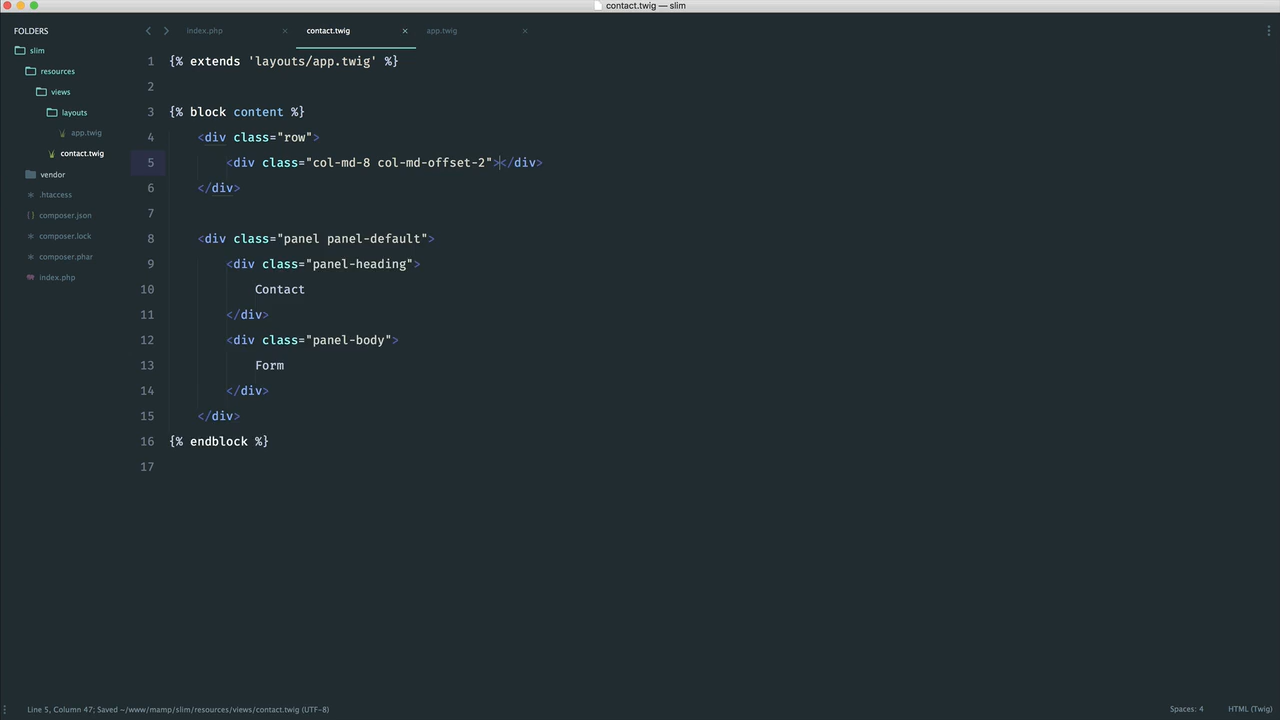 contact.twig — slim
FOLDERS
slim
resources
views
layouts
app.twig
contact.twig
vendor
.htaccess
composer.json
composer.lock
composer.phar
index.php
index.php × contact.twig × app.twig ×
1 {% extends 'layouts/app.twig' %}
2
3 {% block content %}
4     <div class="row">
5         <div class="col-md-8 col-md-offset-2"></div>
6     </div>
7
8     <div class="panel panel-default">
9         <div class="panel-heading">
10             Contact
11         </div>
12         <div class="panel-body">
13             Form
14         </div>
15     </div>
16 {% endblock %}
17
Line 5, Column 47; Saved ~/www/mamp/slim/resources/views/contact.twig (UTF-8) Spaces: 4 HTML (Twig)